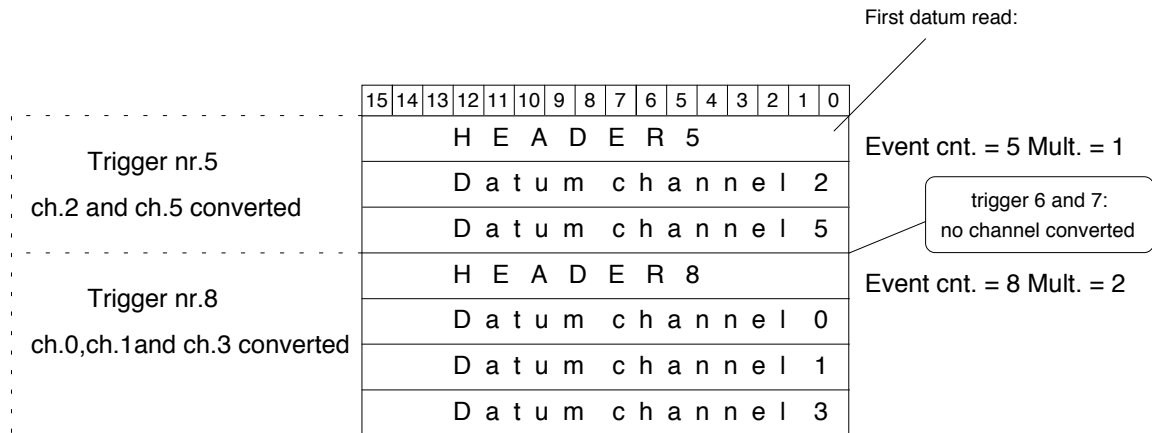 First datum read:
15 14 13 12 11 10 9 8 7 6 5 4 3 2 1 0
H E A D E R 5
Event cnt. = 5 Mult. = 1
Trigger nr.5
ch.2 and ch.5 converted
Datum channel 2
Datum channel 5
trigger 6 and 7:
no channel converted
H E A D E R 8
Event cnt. = 8 Mult. = 2
Trigger nr.8
ch.0,ch.1and ch.3 converted
Datum channel 0
Datum channel 1
Datum channel 3